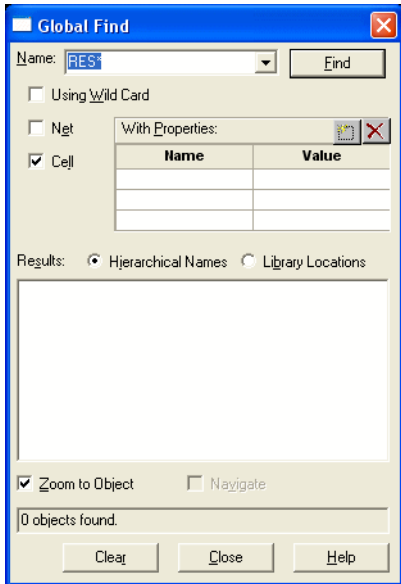 Global Find
Name: RES* Find
Using Wild Card
Net With Properties:
Cell Name Value
Results: Hierarchical Names Library Locations
Zoom to Object Navigate
0 objects found.
Clear Close Help